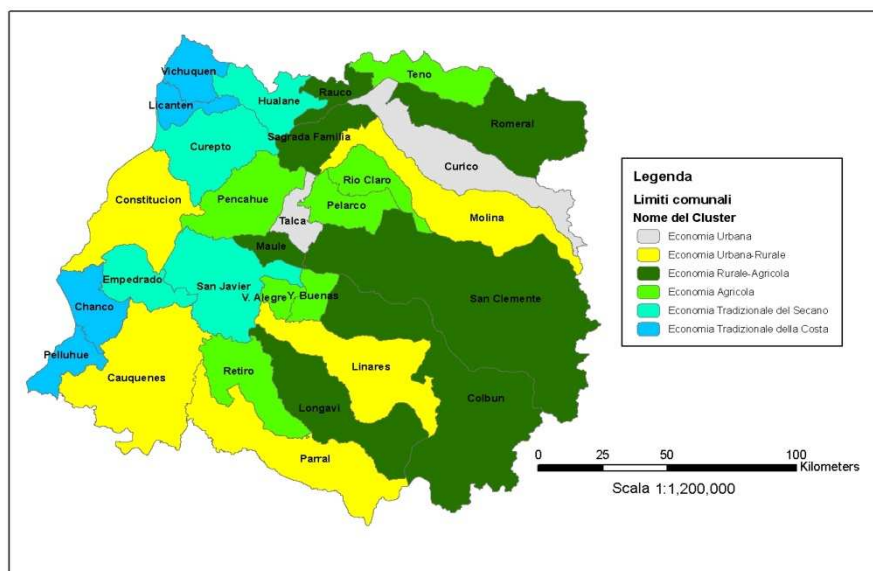 Vichuquen
Teno
Licanten
Hualane
Rauco
Romeral
Sagrada Familia
Curepto
Curico
Rio Claro
Constitucion
Pencahue
Pelarco
Talca
Molina
Maule
Empedrado
San Javier
V. Alegre
Y. Buenas
San Clemente
Chanco
Pelluhue
Cauquenes
Retiro
Linares
Colbun
Longavi
Parral
Legenda
Limiti comunali
Nome del Cluster
Economia Urbana
Economia Urbana-Rurale
Economia Rurale-Agricola
Economia Agricola
Economia Tradizionale del Secano
Economia Tradizionale della Costa
0 25 50 100
Kilometers
Scala 1:1,200,000